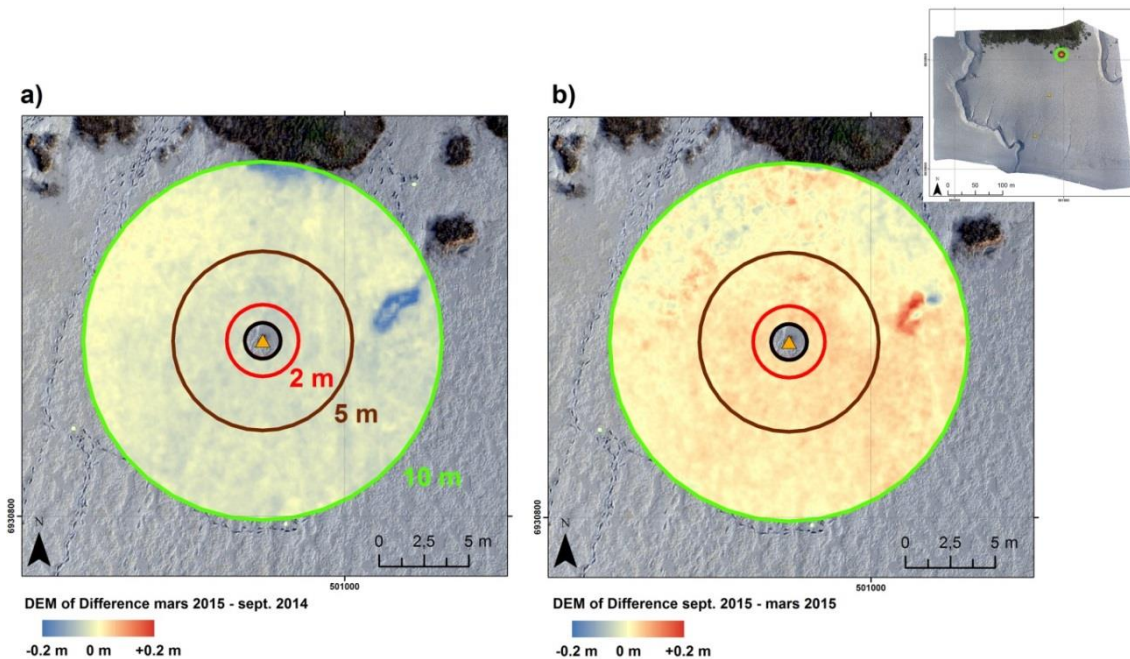 a)
b)
N
0 50 100 m
2 m
5 m
10 m
6930800
N
0 2,5 5 m
501000
6930800
N
0 2,5 5 m
501000
DEM of Difference mars 2015 - sept. 2014
-0.2 m 0 m +0.2 m
DEM of Difference sept. 2015 - mars 2015
-0.2 m 0 m +0.2 m